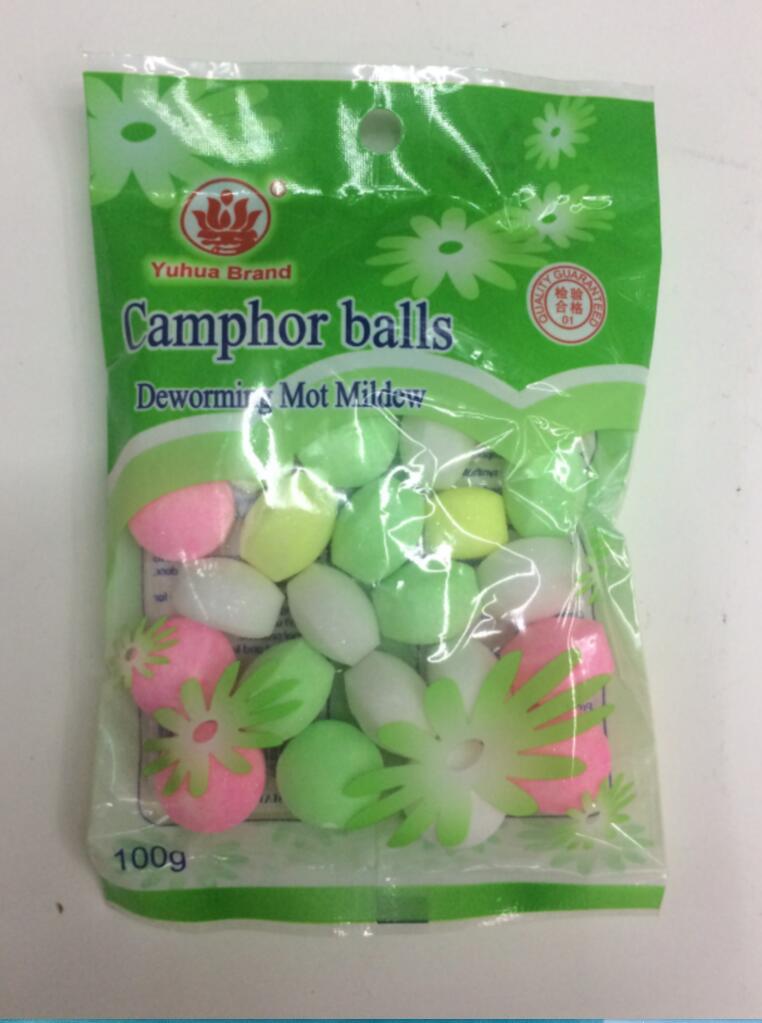 ®
Yuhua Brand
Camphor balls
QUALITY GUARANTEED
检验
合格
01
Deworming Mot Mildew
100g